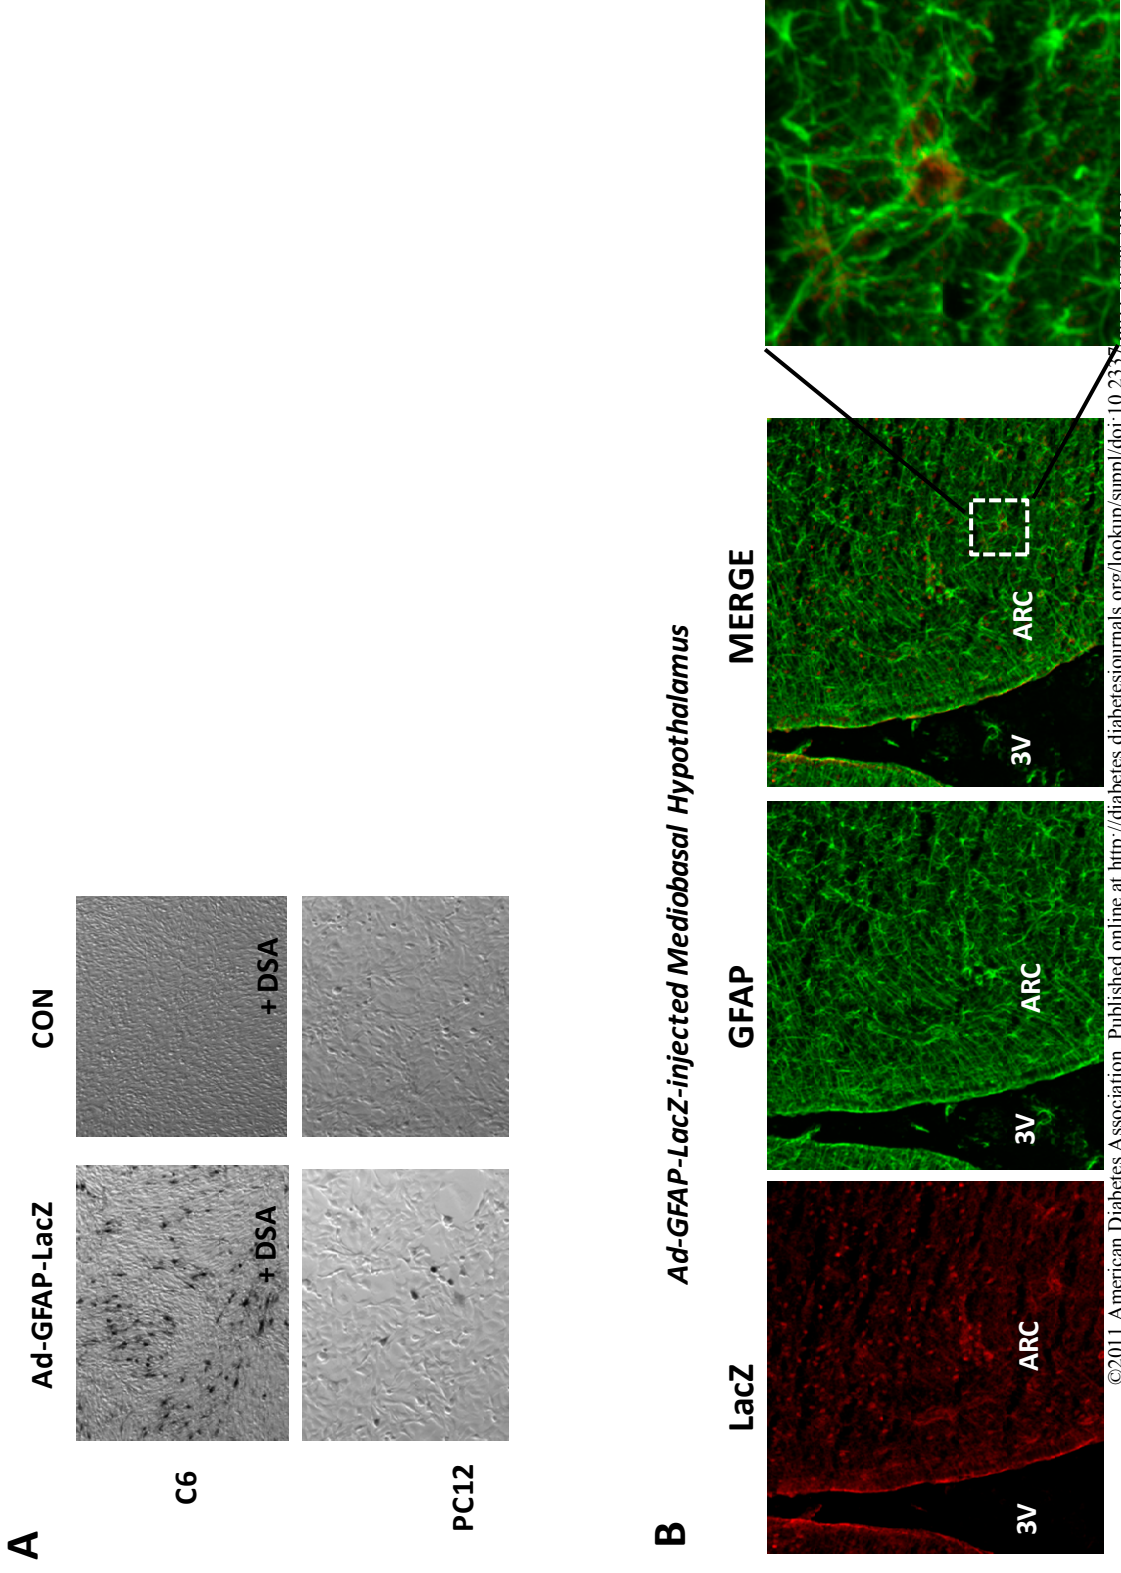 A
Ad-GFAP-LacZ
CON
C6
+ DSA
+ DSA
PC12
B
Ad-GFAP-LacZ-injected Mediobasal Hypothalamus
LacZ
GFAP
MERGE
3V
ARC
3V
ARC
3V
ARC
©2011 American Diabetes Association. Published online at http://diabetes.diabetesjournals.org/lookup/suppl/doi:10.2337